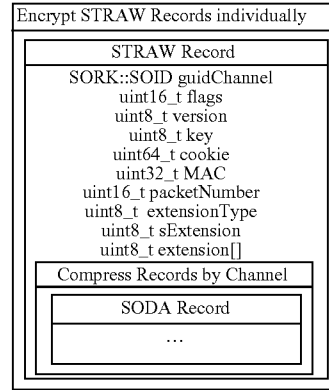 Encrypt STRAW Records individually
STRAW Record
SORK::SOID guidChannel
uint16_t flags
uint8_t version
uint8_t key
uint64_t cookie
uint32_t MAC
uint16_t packetNumber
uint8_t extensionType
uint8_t sExtension
uint8_t extension[]
Compress Records by Channel
SODA Record
…